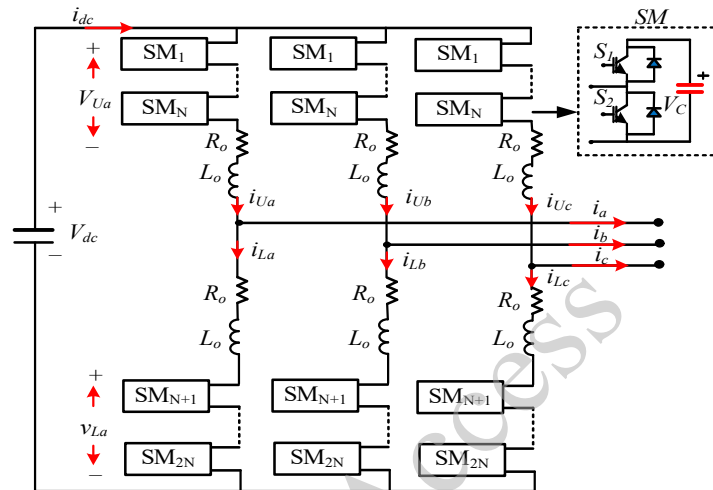 i_dc
SM
SM_1 SM_1 SM_1
S_1
+
+
V_Ua
S_2
V_C
SM_N SM_N SM_N
−
R_o R_o R_o
L_o L_o L_o
i_Ua i_Ub i_Uc
i_a
+
V_dc
−
i_b
i_La i_Lb i_c
i_Lc
R_o R_o R_o
L_o L_o L_o
+
SM_N+1 SM_N+1 SM_N+1
v_La
SM_2N SM_2N SM_2N
−
Access